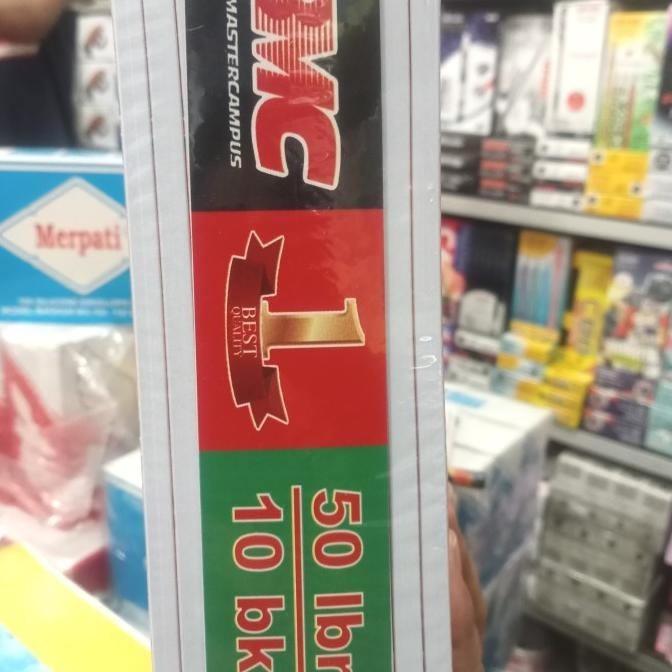 MC
MASTERCAMPUS
1
BEST
QUALITY
50 lbr
10 bk
Merpati